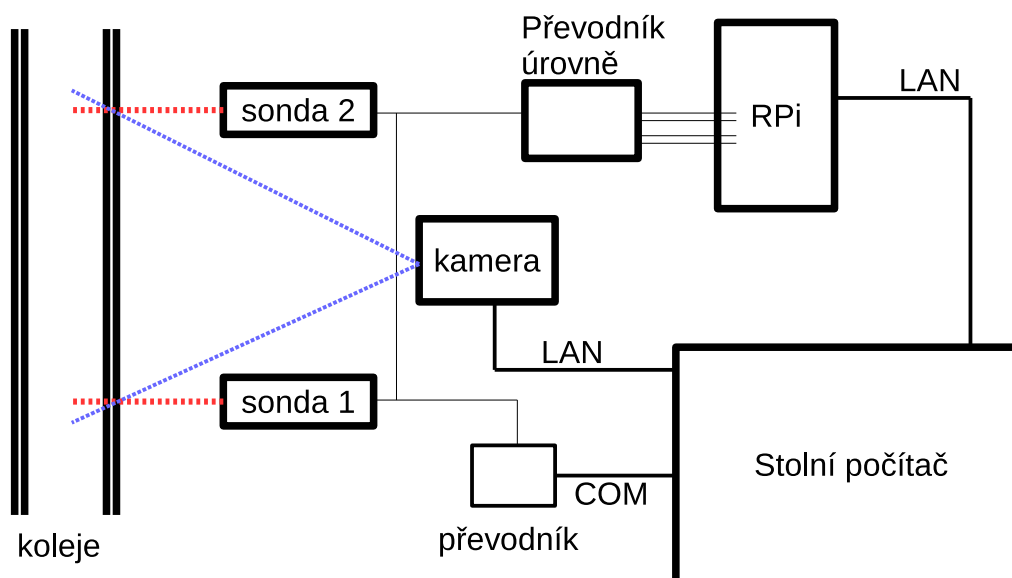 Převodník
úrovně
LAN
sonda 2
RPi
kamera
LAN
sonda 1
Stolní počítač
COM
převodník
koleje